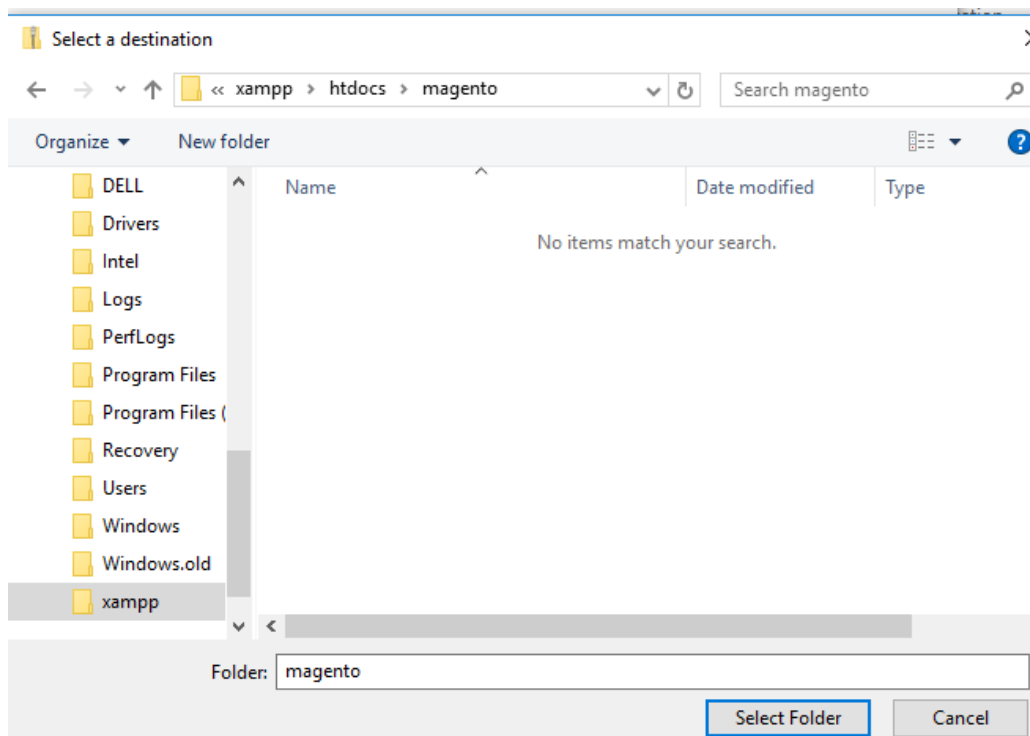 Select a destination
« xampp > htdocs > magento
Search magento
Organize
New folder
?
Name
Date modified
Type
No items match your search.
DELL
Drivers
Intel
Logs
PerfLogs
Program Files
Program Files (
Recovery
Users
Windows
Windows.old
xampp
Folder: magento
Select Folder
Cancel